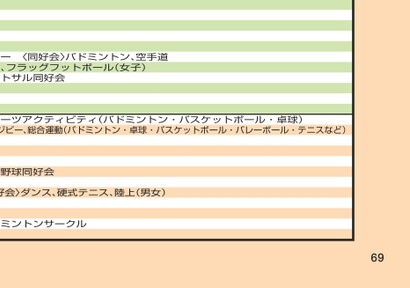 ー 〈同好会〉バドミントン、空手道
、フラッグフットボール(女子)
トサル同好会
ーツアクティビティ(バドミントン・バスケットボール・卓球)
グビー、総合運動(バドミントン・卓球・バスケットボール・バレーボール・テニスなど)
野球同好会
好会〉ダンス、硬式テニス、陸上(男女)
ミントンサークル
69